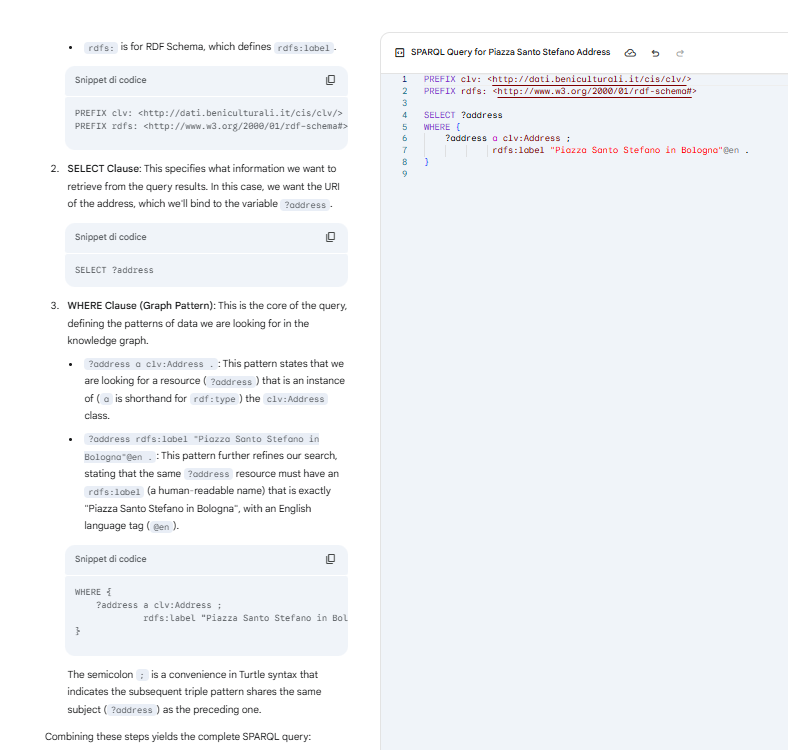 • rdfs: is for RDF Schema, which defines rdfs:label.
Snippet di codice
PREFIX clv: <http://dati.beniculturali.it/cis/clv/>
PREFIX rdfs: <http://www.w3.org/2000/01/rdf-schema#>
2. SELECT Clause: This specifies what information we want to
retrieve from the query results. In this case, we want the URI
of the address, which we'll bind to the variable ?address.
Snippet di codice
SELECT ?address
3. WHERE Clause (Graph Pattern): This is the core of the query,
defining the patterns of data we are looking for in the
knowledge graph.
• ?address a clv:Address . : This pattern states that we
are looking for a resource ( ?address ) that is an instance
of ( a is shorthand for rdf:type ) the clv:Address
class.
• ?address rdfs:label "Piazza Santo Stefano in
Bologna"@en . : This pattern further refines our search,
stating that the same ?address resource must have an
rdfs:label (a human-readable name) that is exactly
"Piazza Santo Stefano in Bologna", with an English
language tag ( @en ).
Snippet di codice
WHERE {
?address a clv:Address ;
rdfs:label "Piazza Santo Stefano in Bol
}
The semicolon ; is a convenience in Turtle syntax that
indicates the subsequent triple pattern shares the same
subject ( ?address ) as the preceding one.
Combining these steps yields the complete SPARQL query:
SPARQL Query for Piazza Santo Stefano Address
1 PREFIX clv: <http://dati.beniculturali.it/cis/clv/>
2 PREFIX rdfs: <http://www.w3.org/2000/01/rdf-schema#>
3
4 SELECT ?address
5 WHERE {
6 ?address a clv:Address ;
7 rdfs:label "Piazza Santo Stefano in Bologna"@en .
8 }
9